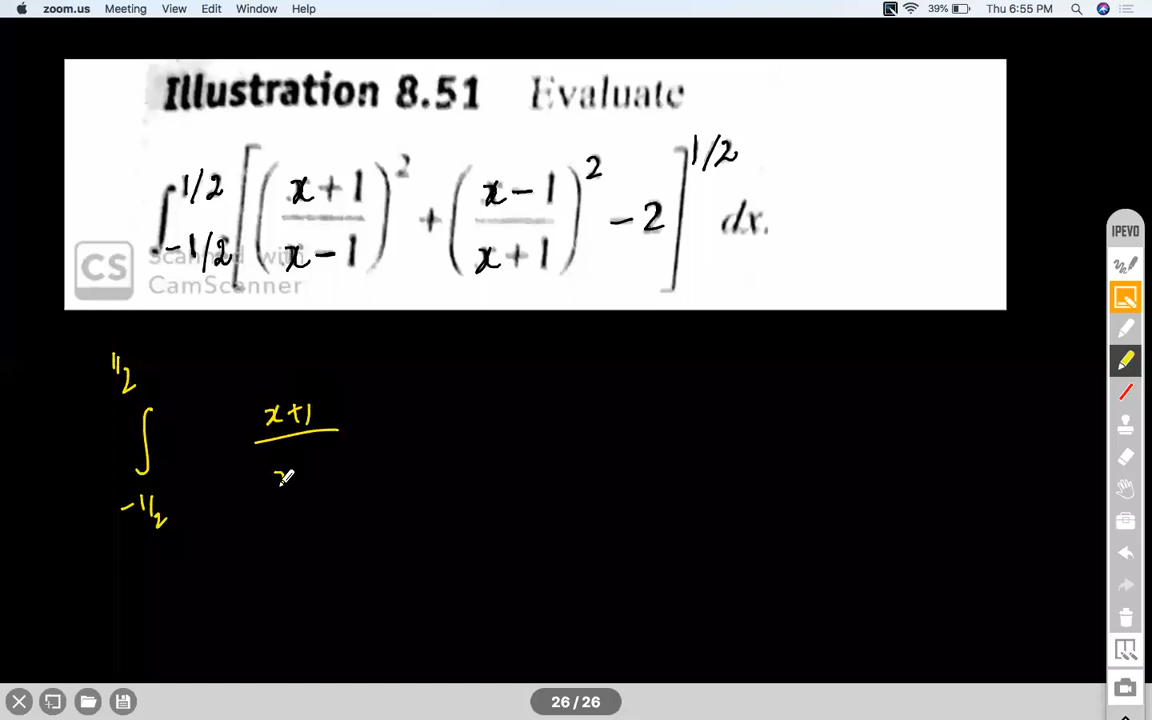 zoom.us Meeting View Edit Window Help 39% Thu 6:55 PM
Illustration 8.51 Evaluate
∫_{-1/2}^{1/2} [((x+1)/(x-1))^2 + ((x-1)/(x+1))^2 - 2]^{1/2} dx.
CS Scanned with
CamScanner
IPEVO
1/2
∫ x+1
-1/2
26 / 26